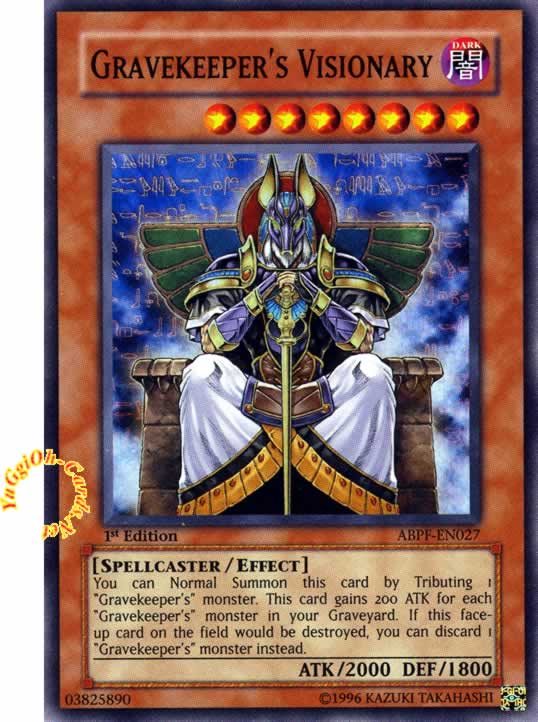 GRAVEKEEPER'S VISIONARY
DARK
闇
1st Edition
ABPF-EN027
[SPELLCASTER / EFFECT]
You can Normal Summon this card by Tributing 1
"Gravekeeper's" monster. This card gains 200 ATK for each
"Gravekeeper's" monster in your Graveyard. If this face-
up card on the field would be destroyed, you can discard 1
"Gravekeeper's" monster instead.
ATK/2000 DEF/1800
03825890
©1996 KAZUKI TAKAHASHI
YuGgiOh-Cards.Net